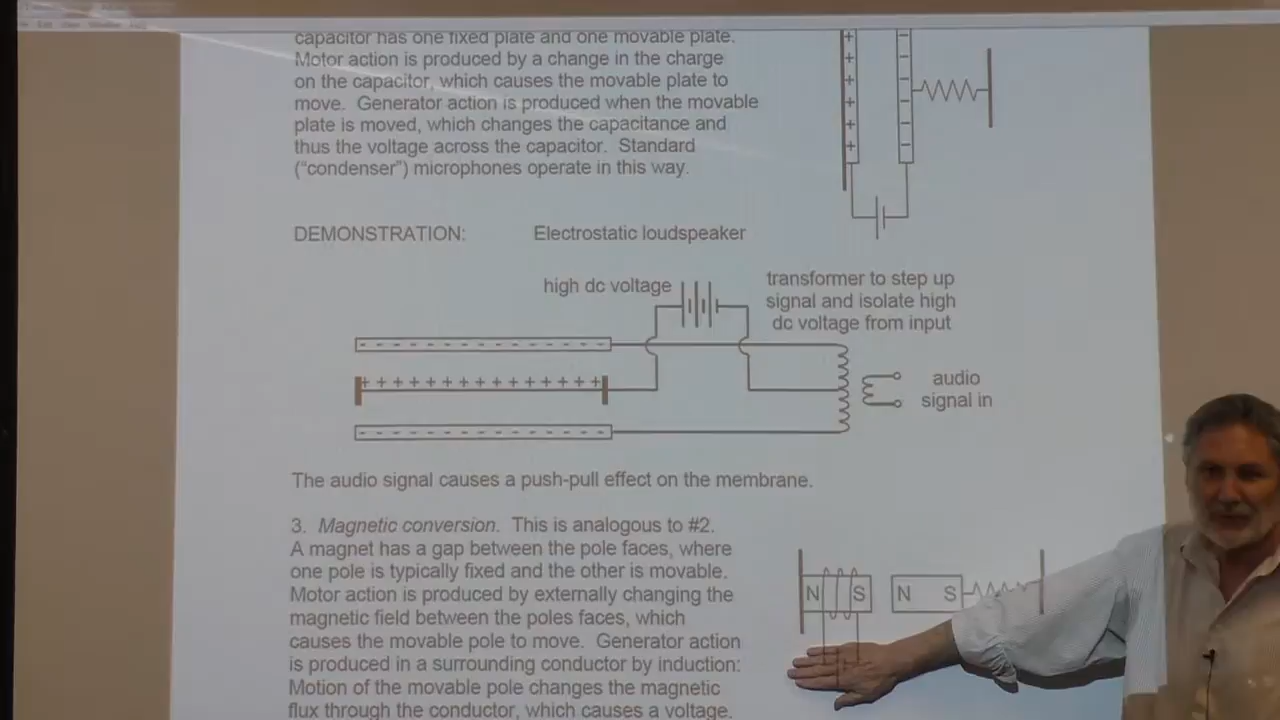 capacitor has one fixed plate and one movable plate.
Motor action is produced by a change in the charge
on the capacitor, which causes the movable plate to
move. Generator action is produced when the movable
plate is moved, which changes the capacitance and
thus the voltage across the capacitor. Standard
("condenser") microphones operate in this way.
DEMONSTRATION: Electrostatic loudspeaker
high dc voltage
transformer to step up
signal and isolate high
dc voltage from input
audio
signal in
The audio signal causes a push-pull effect on the membrane.
3. Magnetic conversion. This is analogous to #2.
A magnet has a gap between the pole faces, where
one pole is typically fixed and the other is movable.
Motor action is produced by externally changing the
magnetic field between the poles faces, which
causes the movable pole to move. Generator action
is produced in a surrounding conductor by induction:
Motion of the movable pole changes the magnetic
flux through the conductor, which causes a voltage.
N S N S